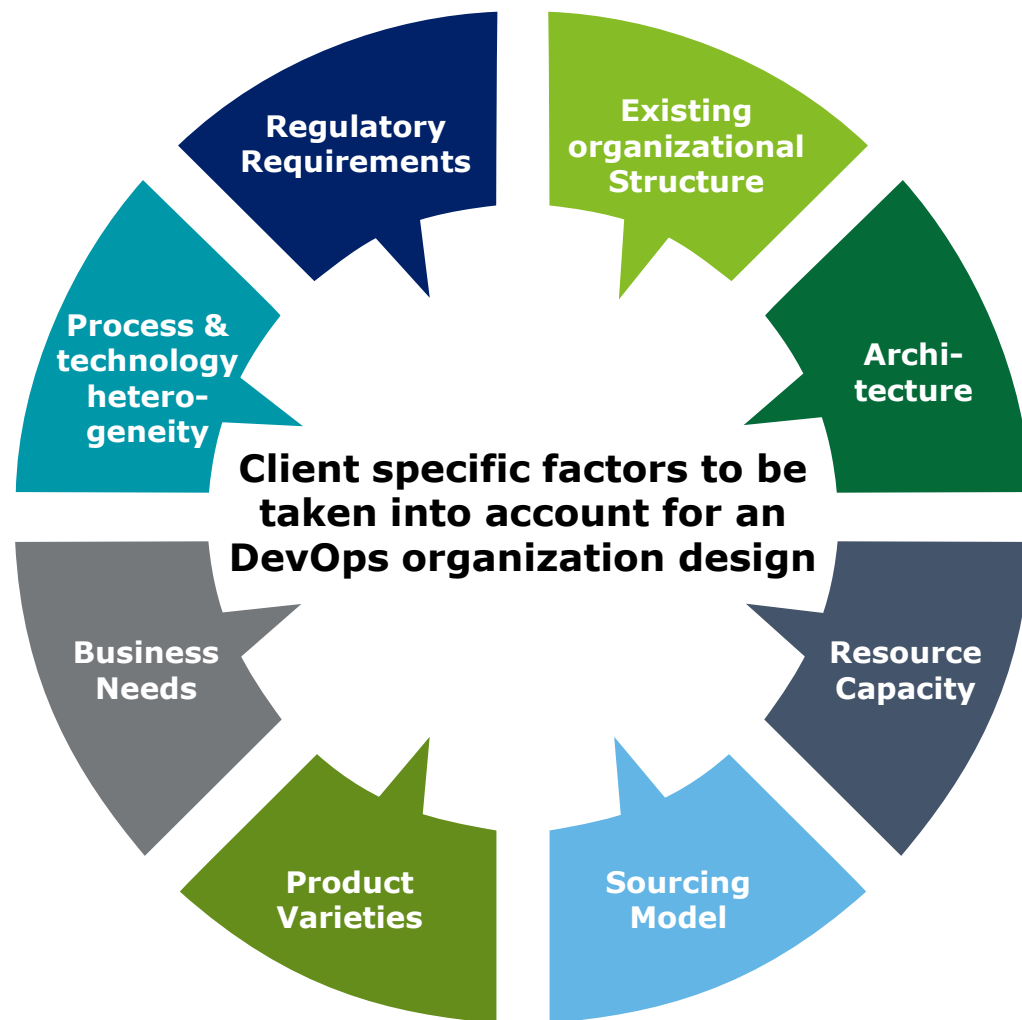 Regulatory
Requirements
Existing
organizational
Structure
Process &
technology
hetero-
geneity
Archi-
tecture
Client specific factors to be
taken into account for an
DevOps organization design
Business
Needs
Resource
Capacity
Product
Varieties
Sourcing
Model